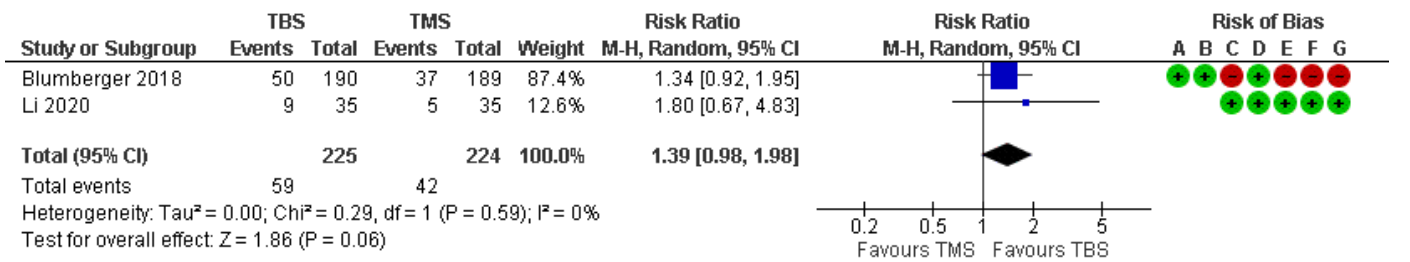 TBS TMS Risk Ratio Risk Ratio Risk of Bias
Study or Subgroup Events Total Events Total Weight M-H, Random, 95% CI M-H, Random, 95% CI A B C D E F G
Blumberger 2018 50 190 37 189 87.4% 1.34 [0.92, 1.95] + + − + − − −
Li 2020 9 35 5 35 12.6% 1.80 [0.67, 4.83] + + + + +
Total (95% CI) 225 224 100.0% 1.39 [0.98, 1.98]
Total events 59 42
Heterogeneity: Tau² = 0.00; Chi² = 0.29, df = 1 (P = 0.59); I² = 0%
Test for overall effect: Z = 1.86 (P = 0.06)
0.2 0.5 1 2 5
Favours TMS Favours TBS